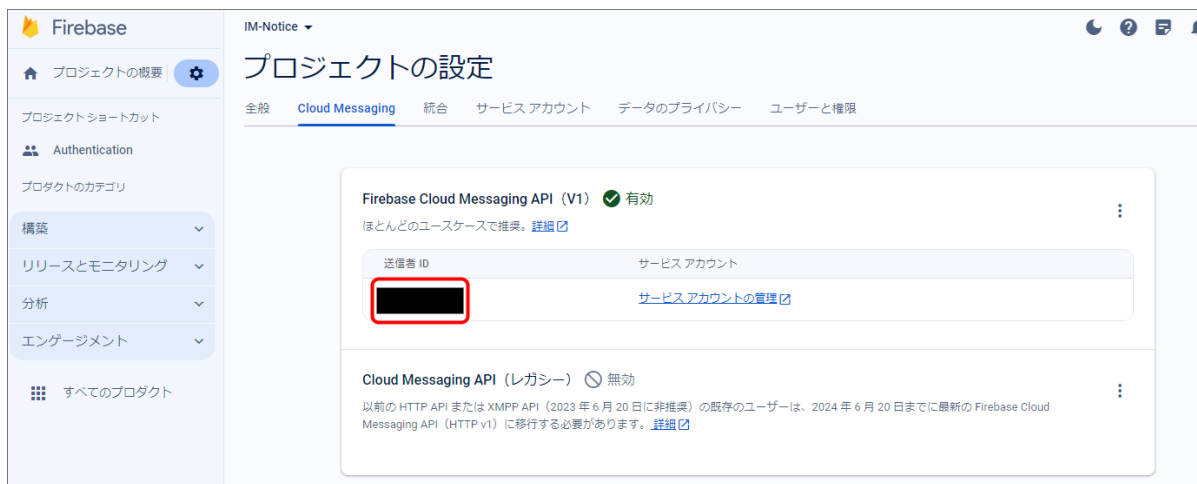 Firebase
IM-Notice
プロジェクトの概要
プロジェクトの設定
全般 Cloud Messaging 統合 サービス アカウント データのプライバシー ユーザーと権限
プロジェクト ショートカット
Authentication
プロダクトのカテゴリ
構築
リリースとモニタリング
分析
エンゲージメント
すべてのプロダクト
Firebase Cloud Messaging API（V1） 有効
ほとんどのユースケースで推奨。詳細
送信者 ID サービス アカウント
サービス アカウントの管理
Cloud Messaging API（レガシー） 無効
以前の HTTP API または XMPP API（2023 年 6 月 20 日に非推奨）の既存のユーザーは、2024 年 6 月 20 日までに最新の Firebase Cloud
Messaging API（HTTP v1）に移行する必要があります。詳細